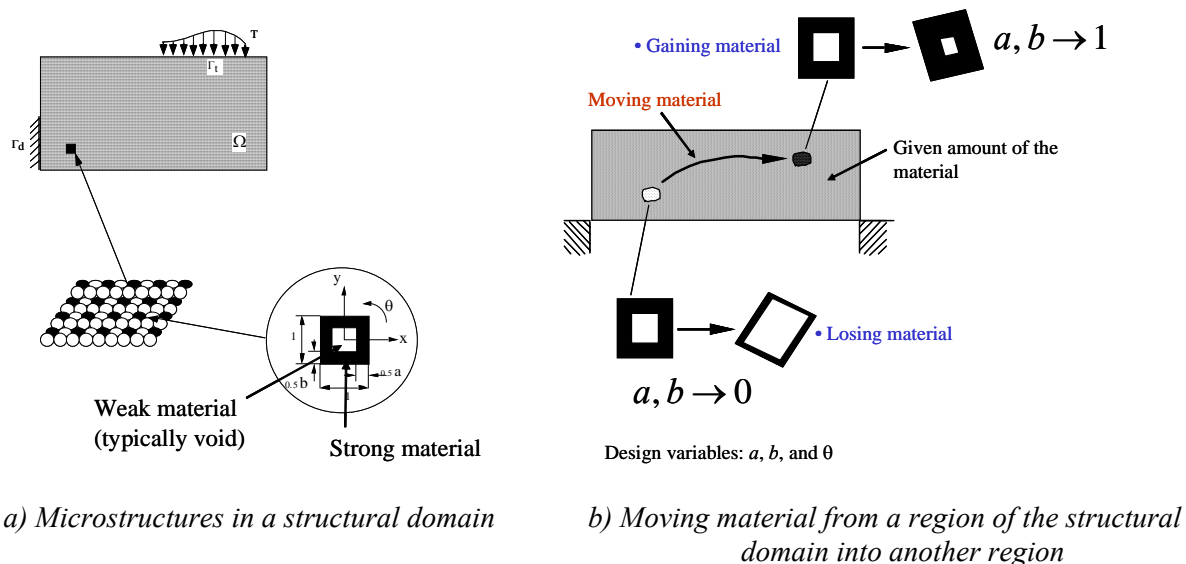 T
Γt
Γd
Ω
y
θ
x
1
0.5 b
0.5 a
1
Weak material
(typically void)
Strong material
a) Microstructures in a structural domain
• Gaining material
a, b → 1
Moving material
Given amount of the
material
• Losing material
a, b → 0
Design variables: a, b, and θ
b) Moving material from a region of the structural
domain into another region